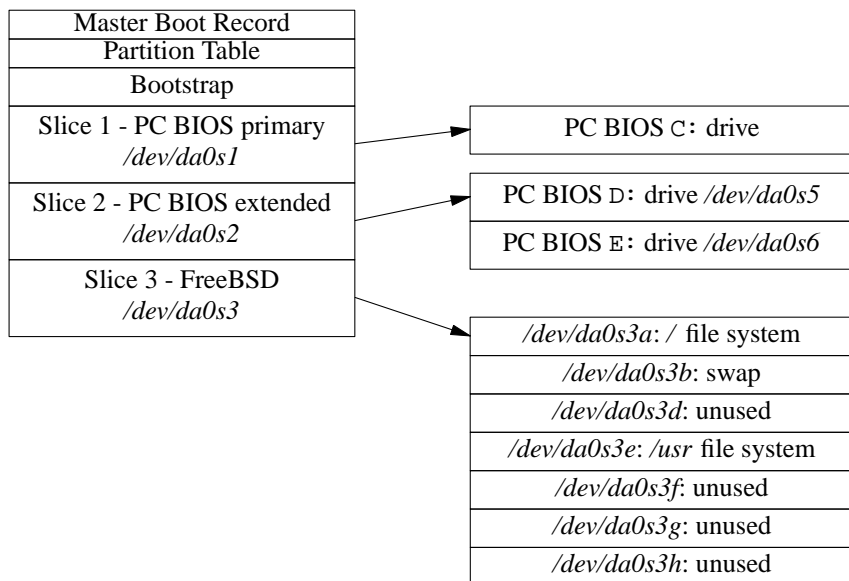 Master Boot Record
Partition Table
Bootstrap
Slice 1 - PC BIOS primary
/dev/da0s1
Slice 2 - PC BIOS extended
/dev/da0s2
Slice 3 - FreeBSD
/dev/da0s3
PC BIOS C: drive
PC BIOS D: drive /dev/da0s5
PC BIOS E: drive /dev/da0s6
/dev/da0s3a: / file system
/dev/da0s3b: swap
/dev/da0s3d: unused
/dev/da0s3e: /usr file system
/dev/da0s3f: unused
/dev/da0s3g: unused
/dev/da0s3h: unused